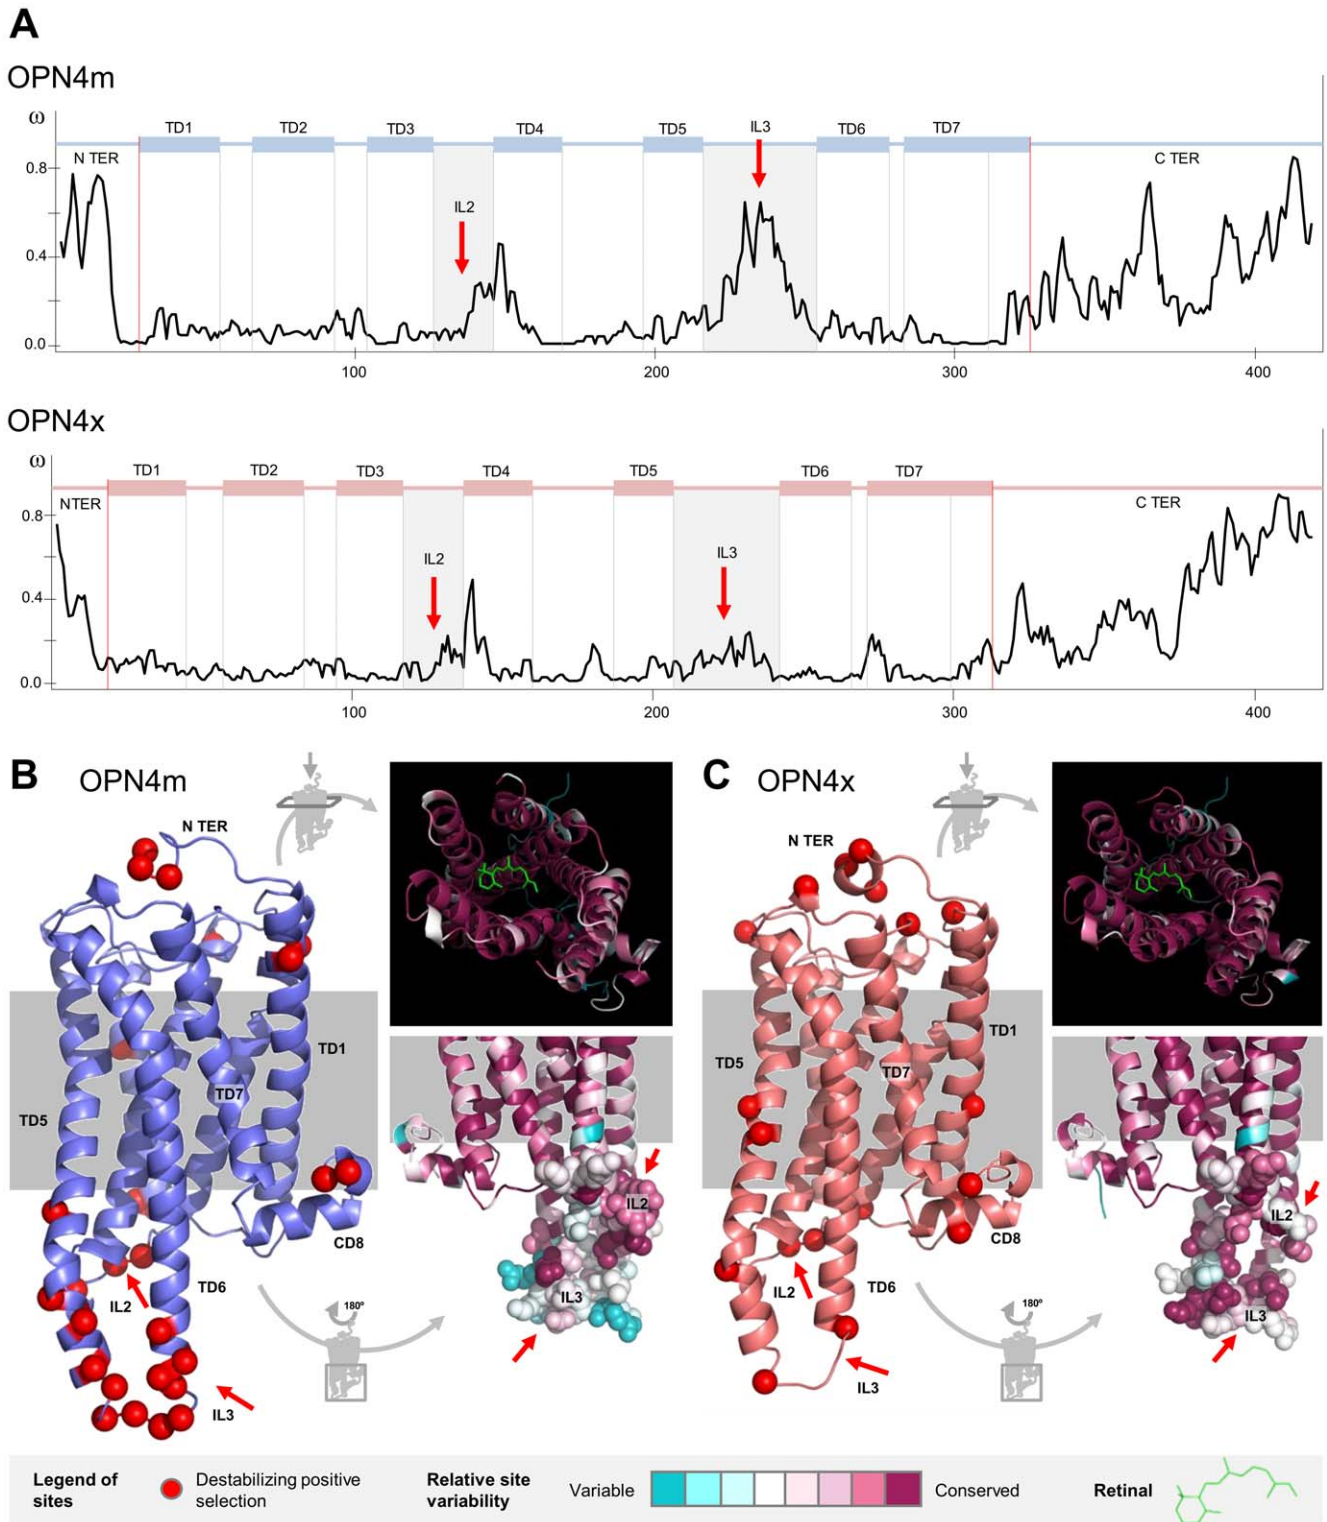 A
OPN4m
ω
TD1 TD2 TD3 TD4 TD5 IL3 TD6 TD7
N TER C TER
0.8
IL2
0.4
0.0
100 200 300 400
OPN4x
ω
TD1 TD2 TD3 TD4 TD5 TD6 TD7
NTER C TER
0.8
IL2 IL3
0.4
0.0
100 200 300 400
B OPN4m
N TER
TD1
TD7
TD5
CD8
TD6
IL2
IL3
180º
IL2
IL3
C OPN4x
N TER
TD1
TD5
TD7
CD8
TD6
IL2
IL3
180º
IL2
IL3
Legend of
sites
Destabilizing positive
selection
Relative site
variability
Variable Conserved
Retinal